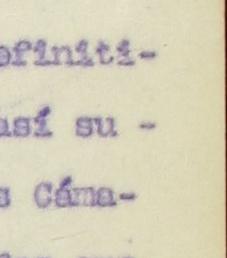 efiniti-
así su -
s Cáma-